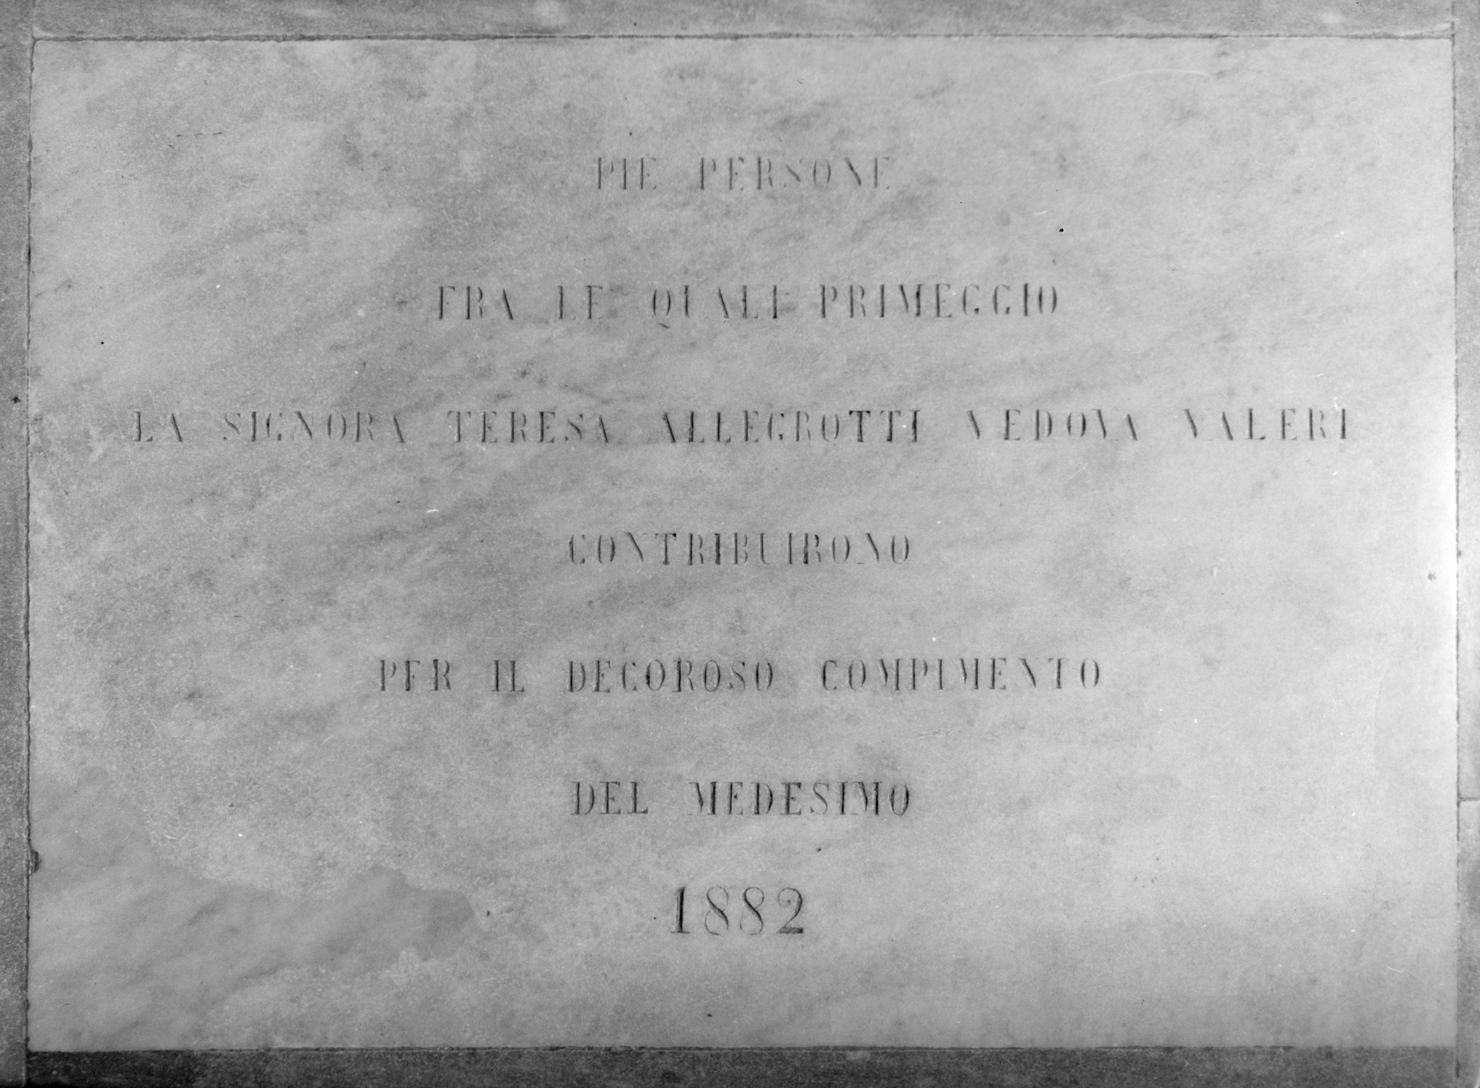 PIE PERSONE
FRA LE QUALI PRIMEGGIO
LA SIGNORA TERESA ALLEGROTTI VEDOVA VALERI
CONTRIBUIRONO
PER IL DECOROSO COMPIMENTO
DEL MEDESIMO
1882